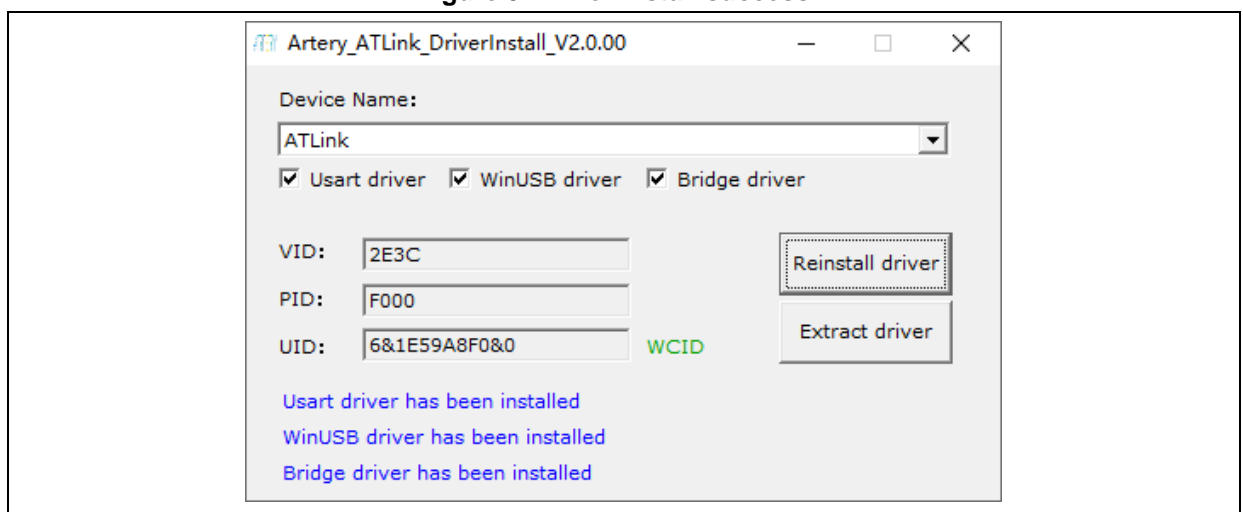 Artery_ATLink_DriverInstall_V2.0.00
Device Name:
ATLink
Usart driver WinUSB driver Bridge driver
VID: 2E3C
Reinstall driver
PID: F000
Extract driver
UID: 6&1E59A8F0&0 WCID
Usart driver has been installed
WinUSB driver has been installed
Bridge driver has been installed